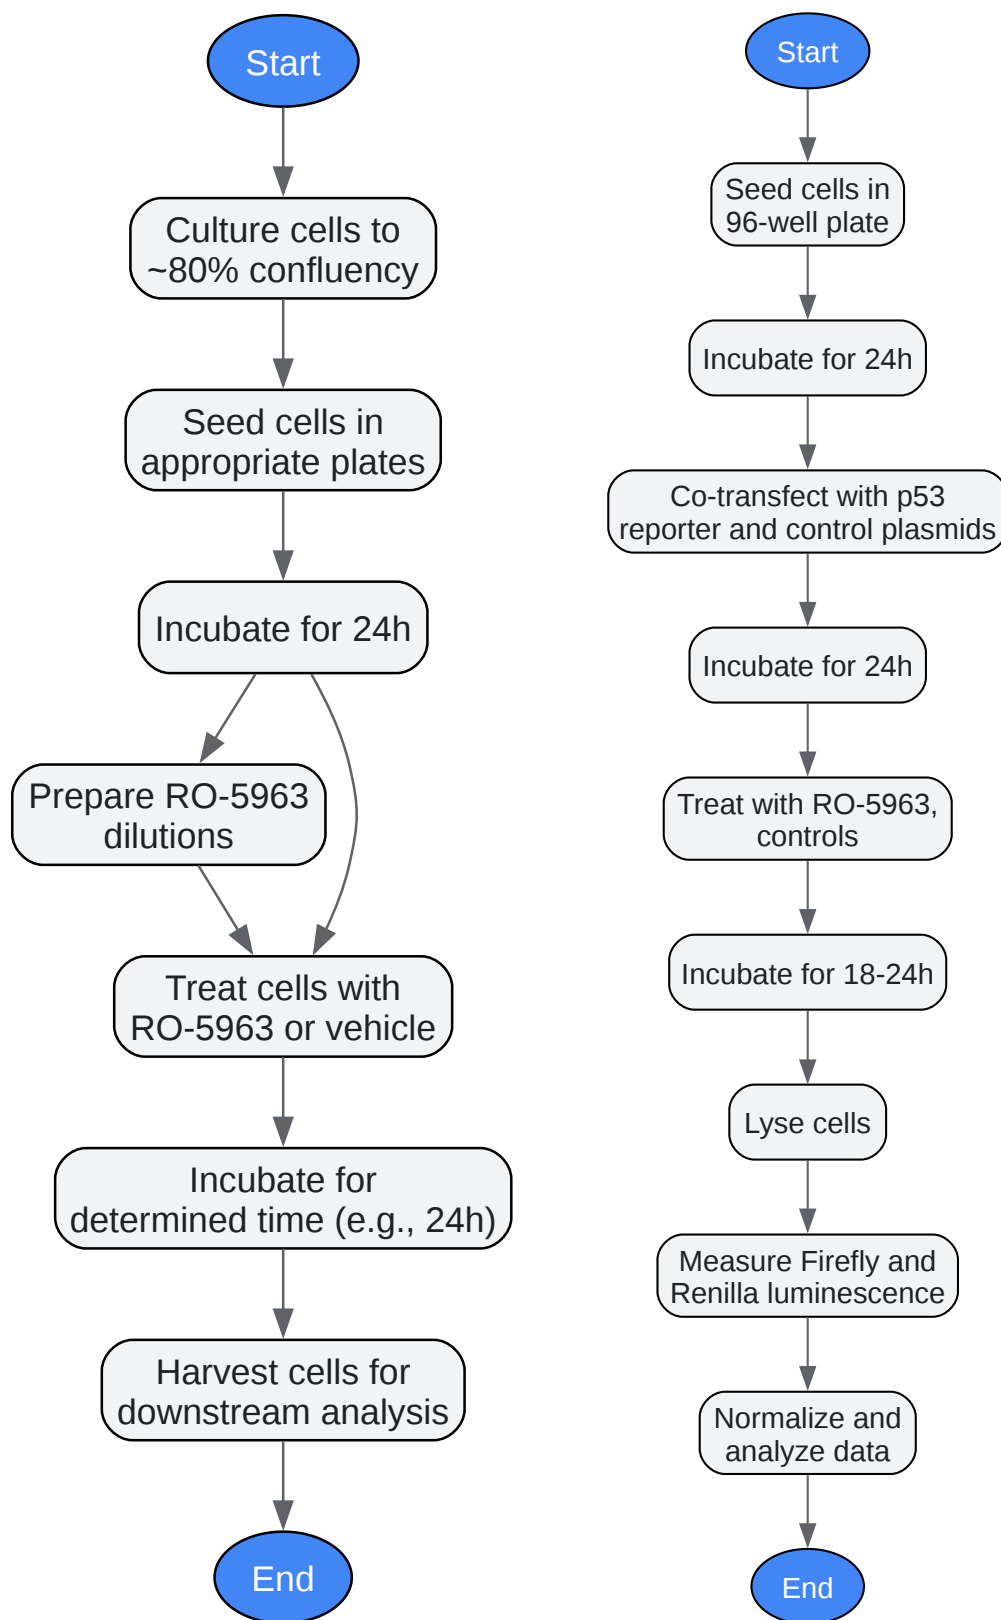 Start
Culture cells to
~80% confluency
Seed cells in
appropriate plates
Incubate for 24h
Prepare RO-5963
dilutions
Treat cells with
RO-5963 or vehicle
Incubate for
determined time (e.g., 24h)
Harvest cells for
downstream analysis
End
Start
Seed cells in
96-well plate
Incubate for 24h
Co-transfect with p53
reporter and control plasmids
Incubate for 24h
Treat with RO-5963,
controls
Incubate for 18-24h
Lyse cells
Measure Firefly and
Renilla luminescence
Normalize and
analyze data
End